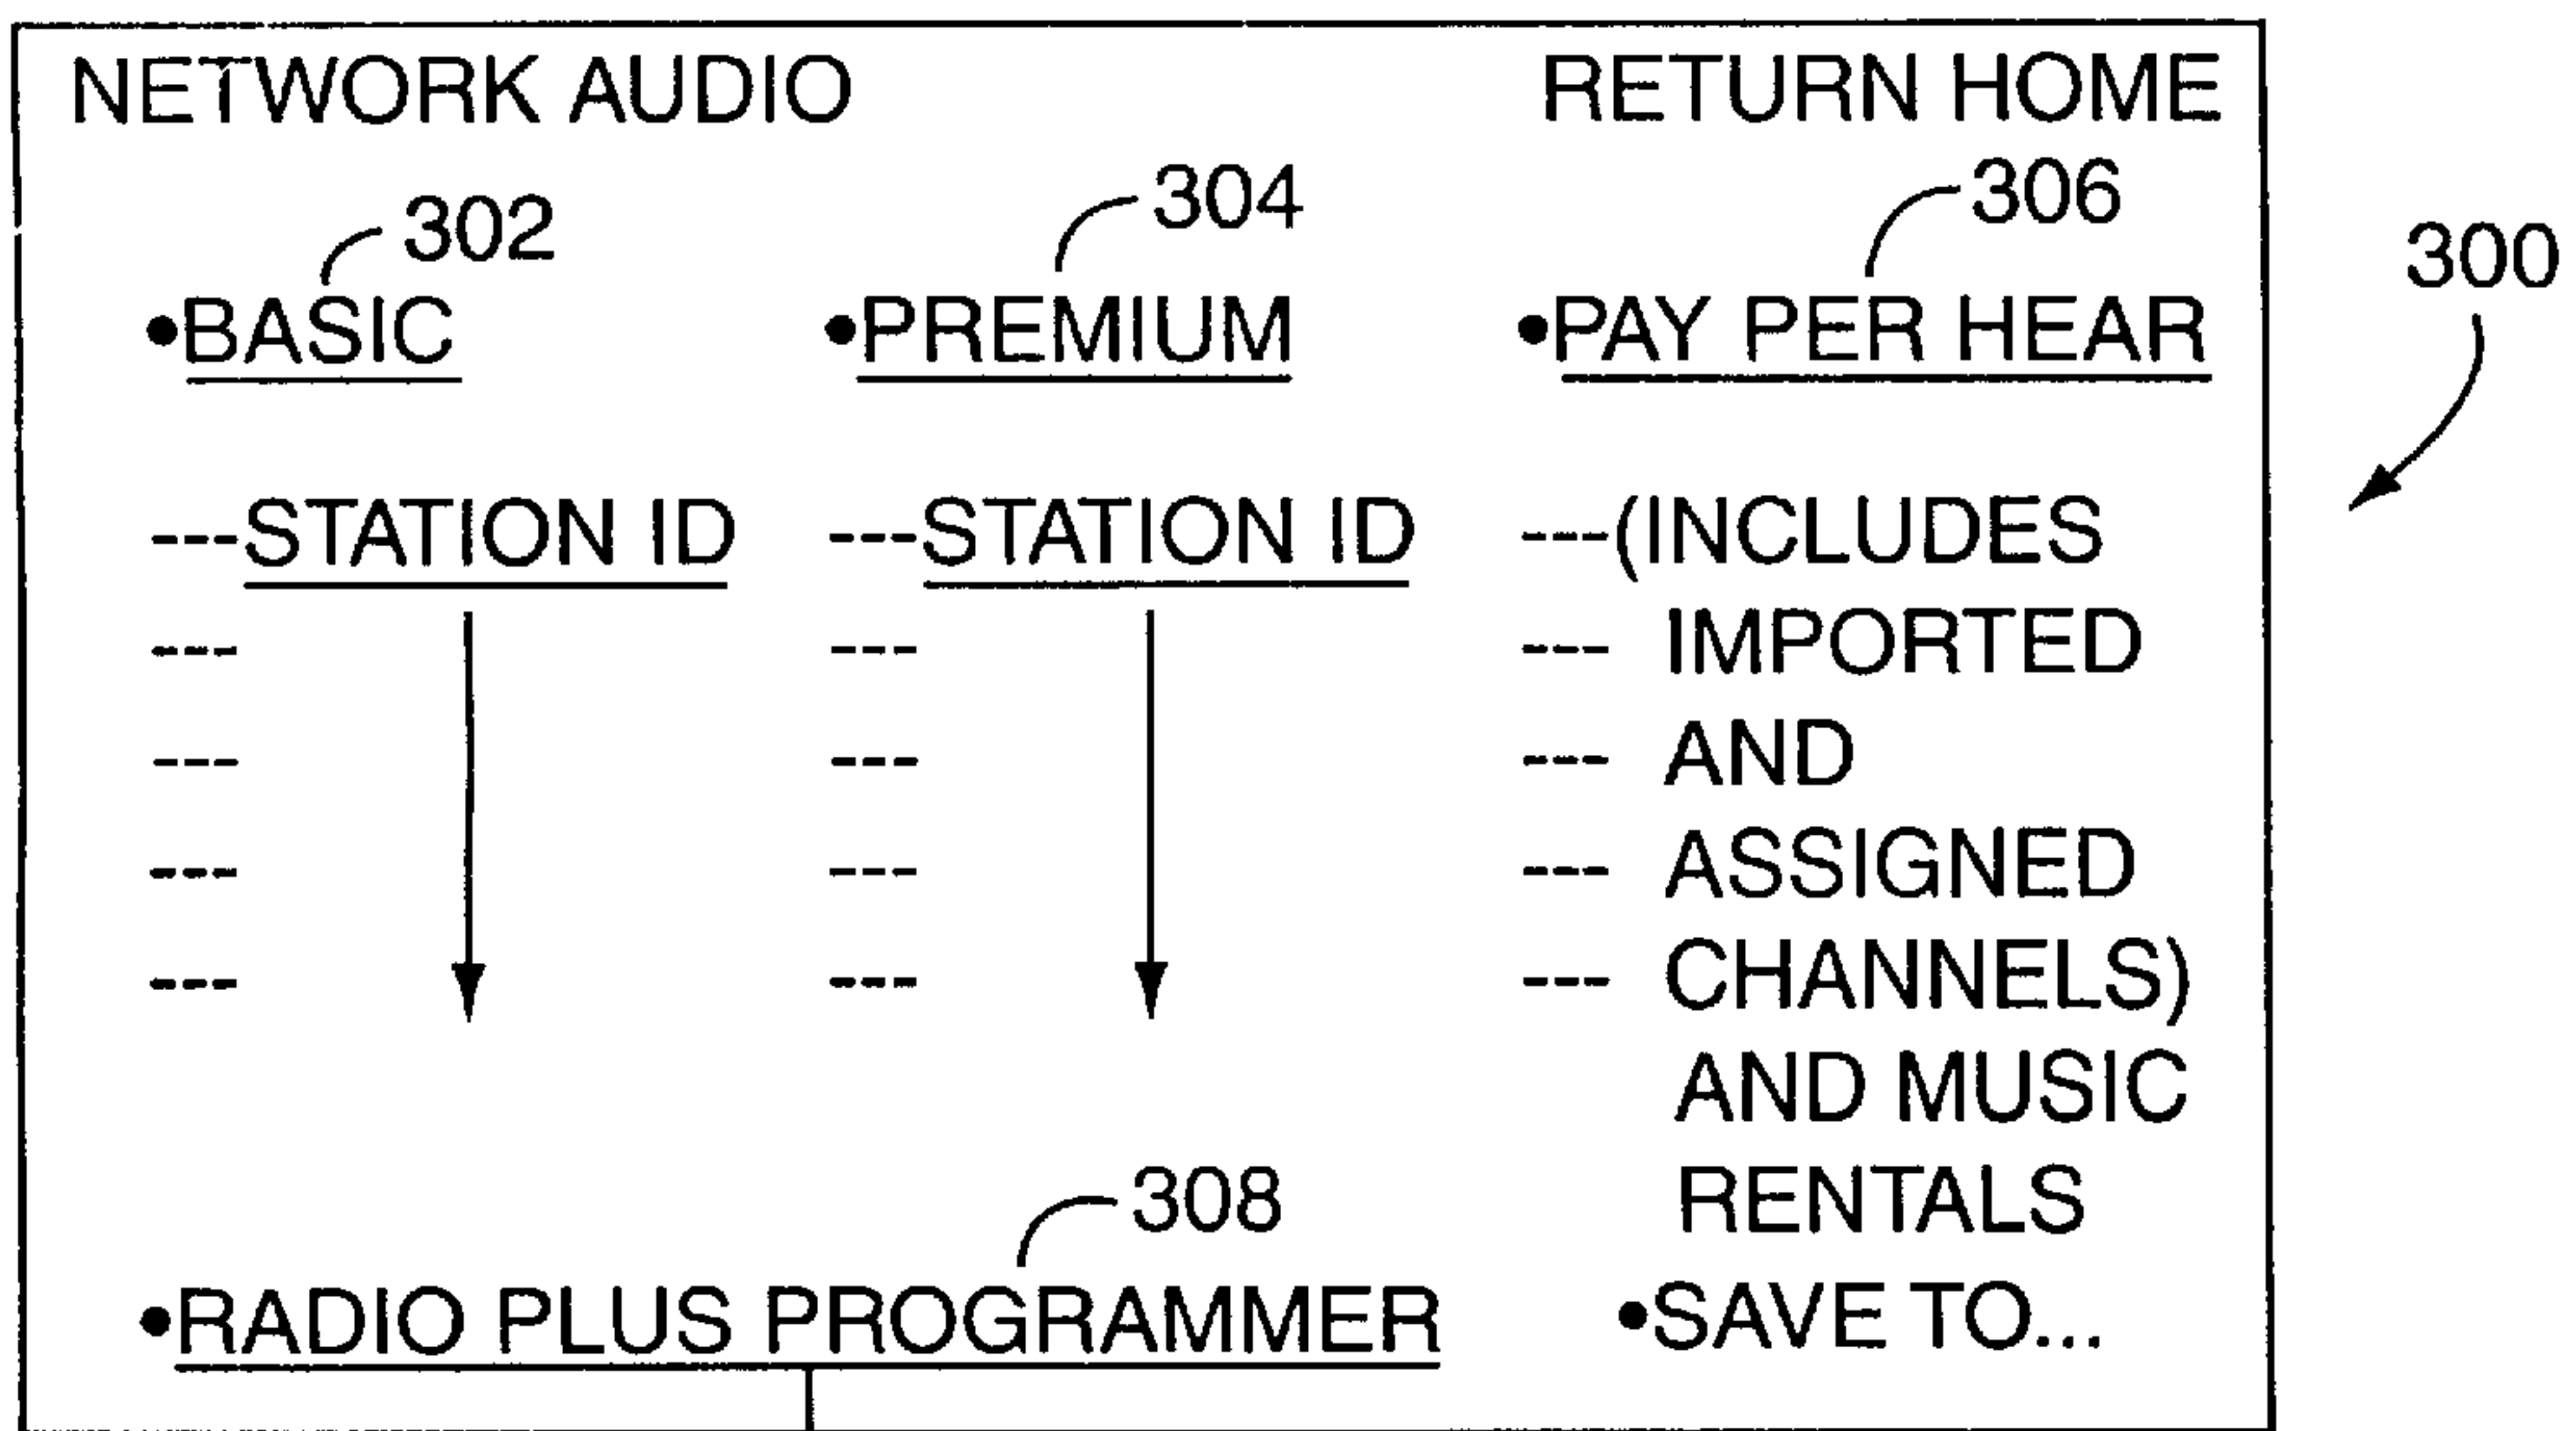 NETWORK AUDIO RETURN HOME
302 304 306
300
•BASIC •PREMIUM •PAY PER HEAR
---STATION ID ---STATION ID ---(INCLUDES
--- --- --- IMPORTED
--- --- --- AND
--- --- --- ASSIGNED
--- --- --- CHANNELS)
AND MUSIC
308 RENTALS
•RADIO PLUS PROGRAMMER •SAVE TO...